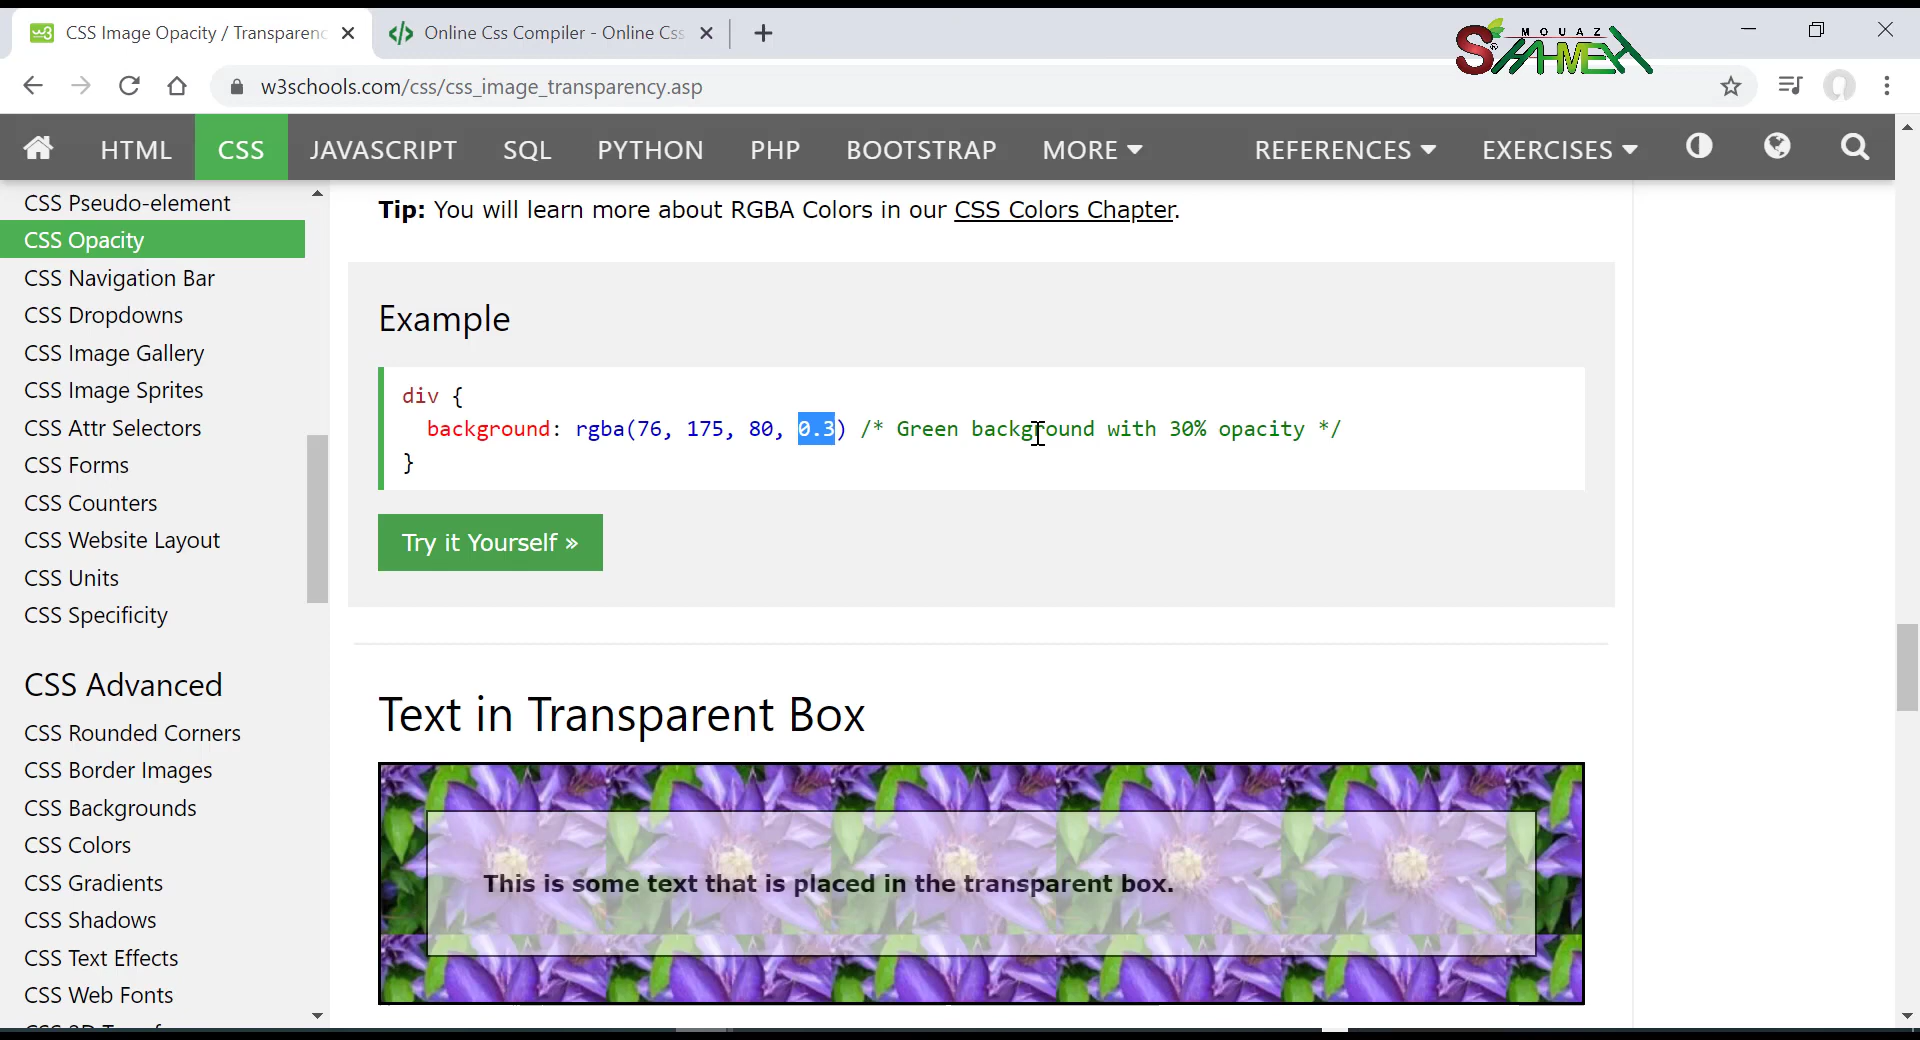 CSS Image Opacity / Transparenc
Online Css Compiler - Online Css
MOUAZ
SHAHMEH
w3schools.com/css/css_image_transparency.asp
HTML CSS JAVASCRIPT SQL PYTHON PHP BOOTSTRAP MORE REFERENCES EXERCISES
CSS Pseudo-element
CSS Opacity
CSS Navigation Bar
CSS Dropdowns
CSS Image Gallery
CSS Image Sprites
CSS Attr Selectors
CSS Forms
CSS Counters
CSS Website Layout
CSS Units
CSS Specificity
CSS Advanced
CSS Rounded Corners
CSS Border Images
CSS Backgrounds
CSS Colors
CSS Gradients
CSS Shadows
CSS Text Effects
CSS Web Fonts
Tip: You will learn more about RGBA Colors in our CSS Colors Chapter.
Example
div {
background: rgba(76, 175, 80, 0.3) /* Green background with 30% opacity */
}
Try it Yourself »
Text in Transparent Box
This is some text that is placed in the transparent box.